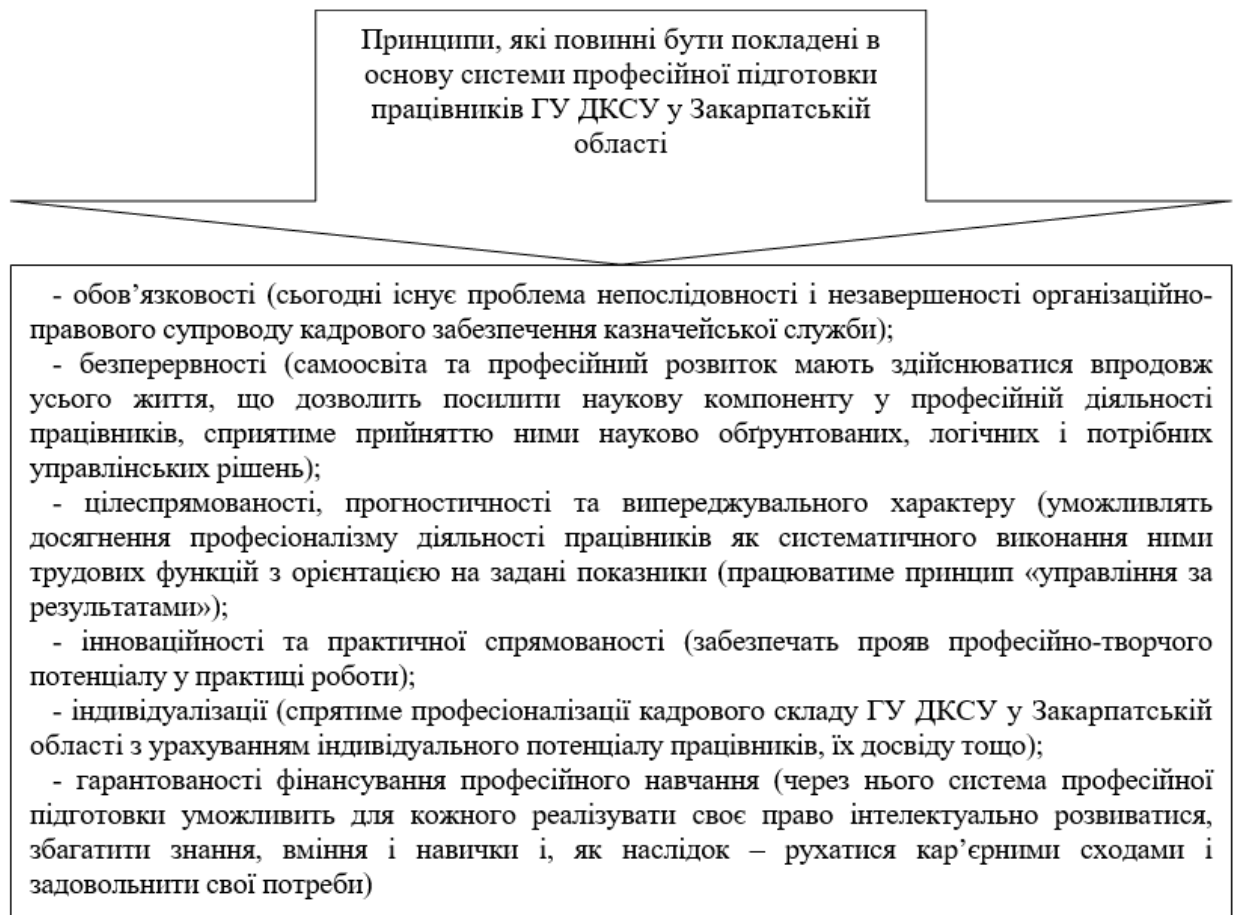 Принципи, які повинні бути покладені в
основу системи професійної підготовки
працівників ГУ ДКСУ у Закарпатській
області
- обов’язковості (сьогодні існує проблема непослідовності і незавершеності організаційно-
правового супроводу кадрового забезпечення казначейської служби);
- безперервності (самоосвіта та професійний розвиток мають здійснюватися впродовж
усього життя, що дозволить посилити наукову компоненту у професійній діяльності
працівників, сприятиме прийняттю ними науково обґрунтованих, логічних і потрібних
управлінських рішень);
- цілеспрямованості, прогностичності та випереджувального характеру (уможливлять
досягнення професіоналізму діяльності працівників як систематичного виконання ними
трудових функцій з орієнтацією на задані показники (працюватиме принцип «управління за
результатами»);
- інноваційності та практичної спрямованості (забезпечать прояв професійно-творчого
потенціалу у практиці роботи);
- індивідуалізації (спрятиме професіоналізації кадрового складу ГУ ДКСУ у Закарпатській
області з урахуванням індивідуального потенціалу працівників, їх досвіду тощо);
- гарантованості фінансування професійного навчання (через нього система професійної
підготовки уможливить для кожного реалізувати своє право інтелектуально розвиватися,
збагатити знання, вміння і навички і, як наслідок – рухатися кар’єрними сходами і
задовольнити свої потреби)